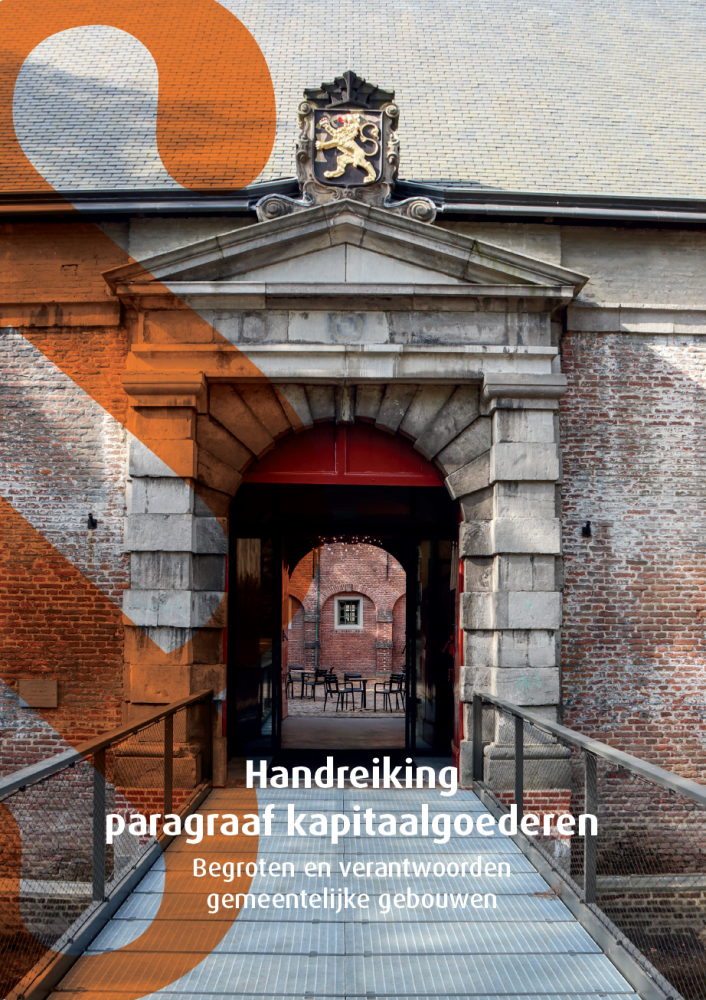 Handreiking
paragraaf kapitaalgoederen
Begroten en verantwoorden
gemeentelijke gebouwen